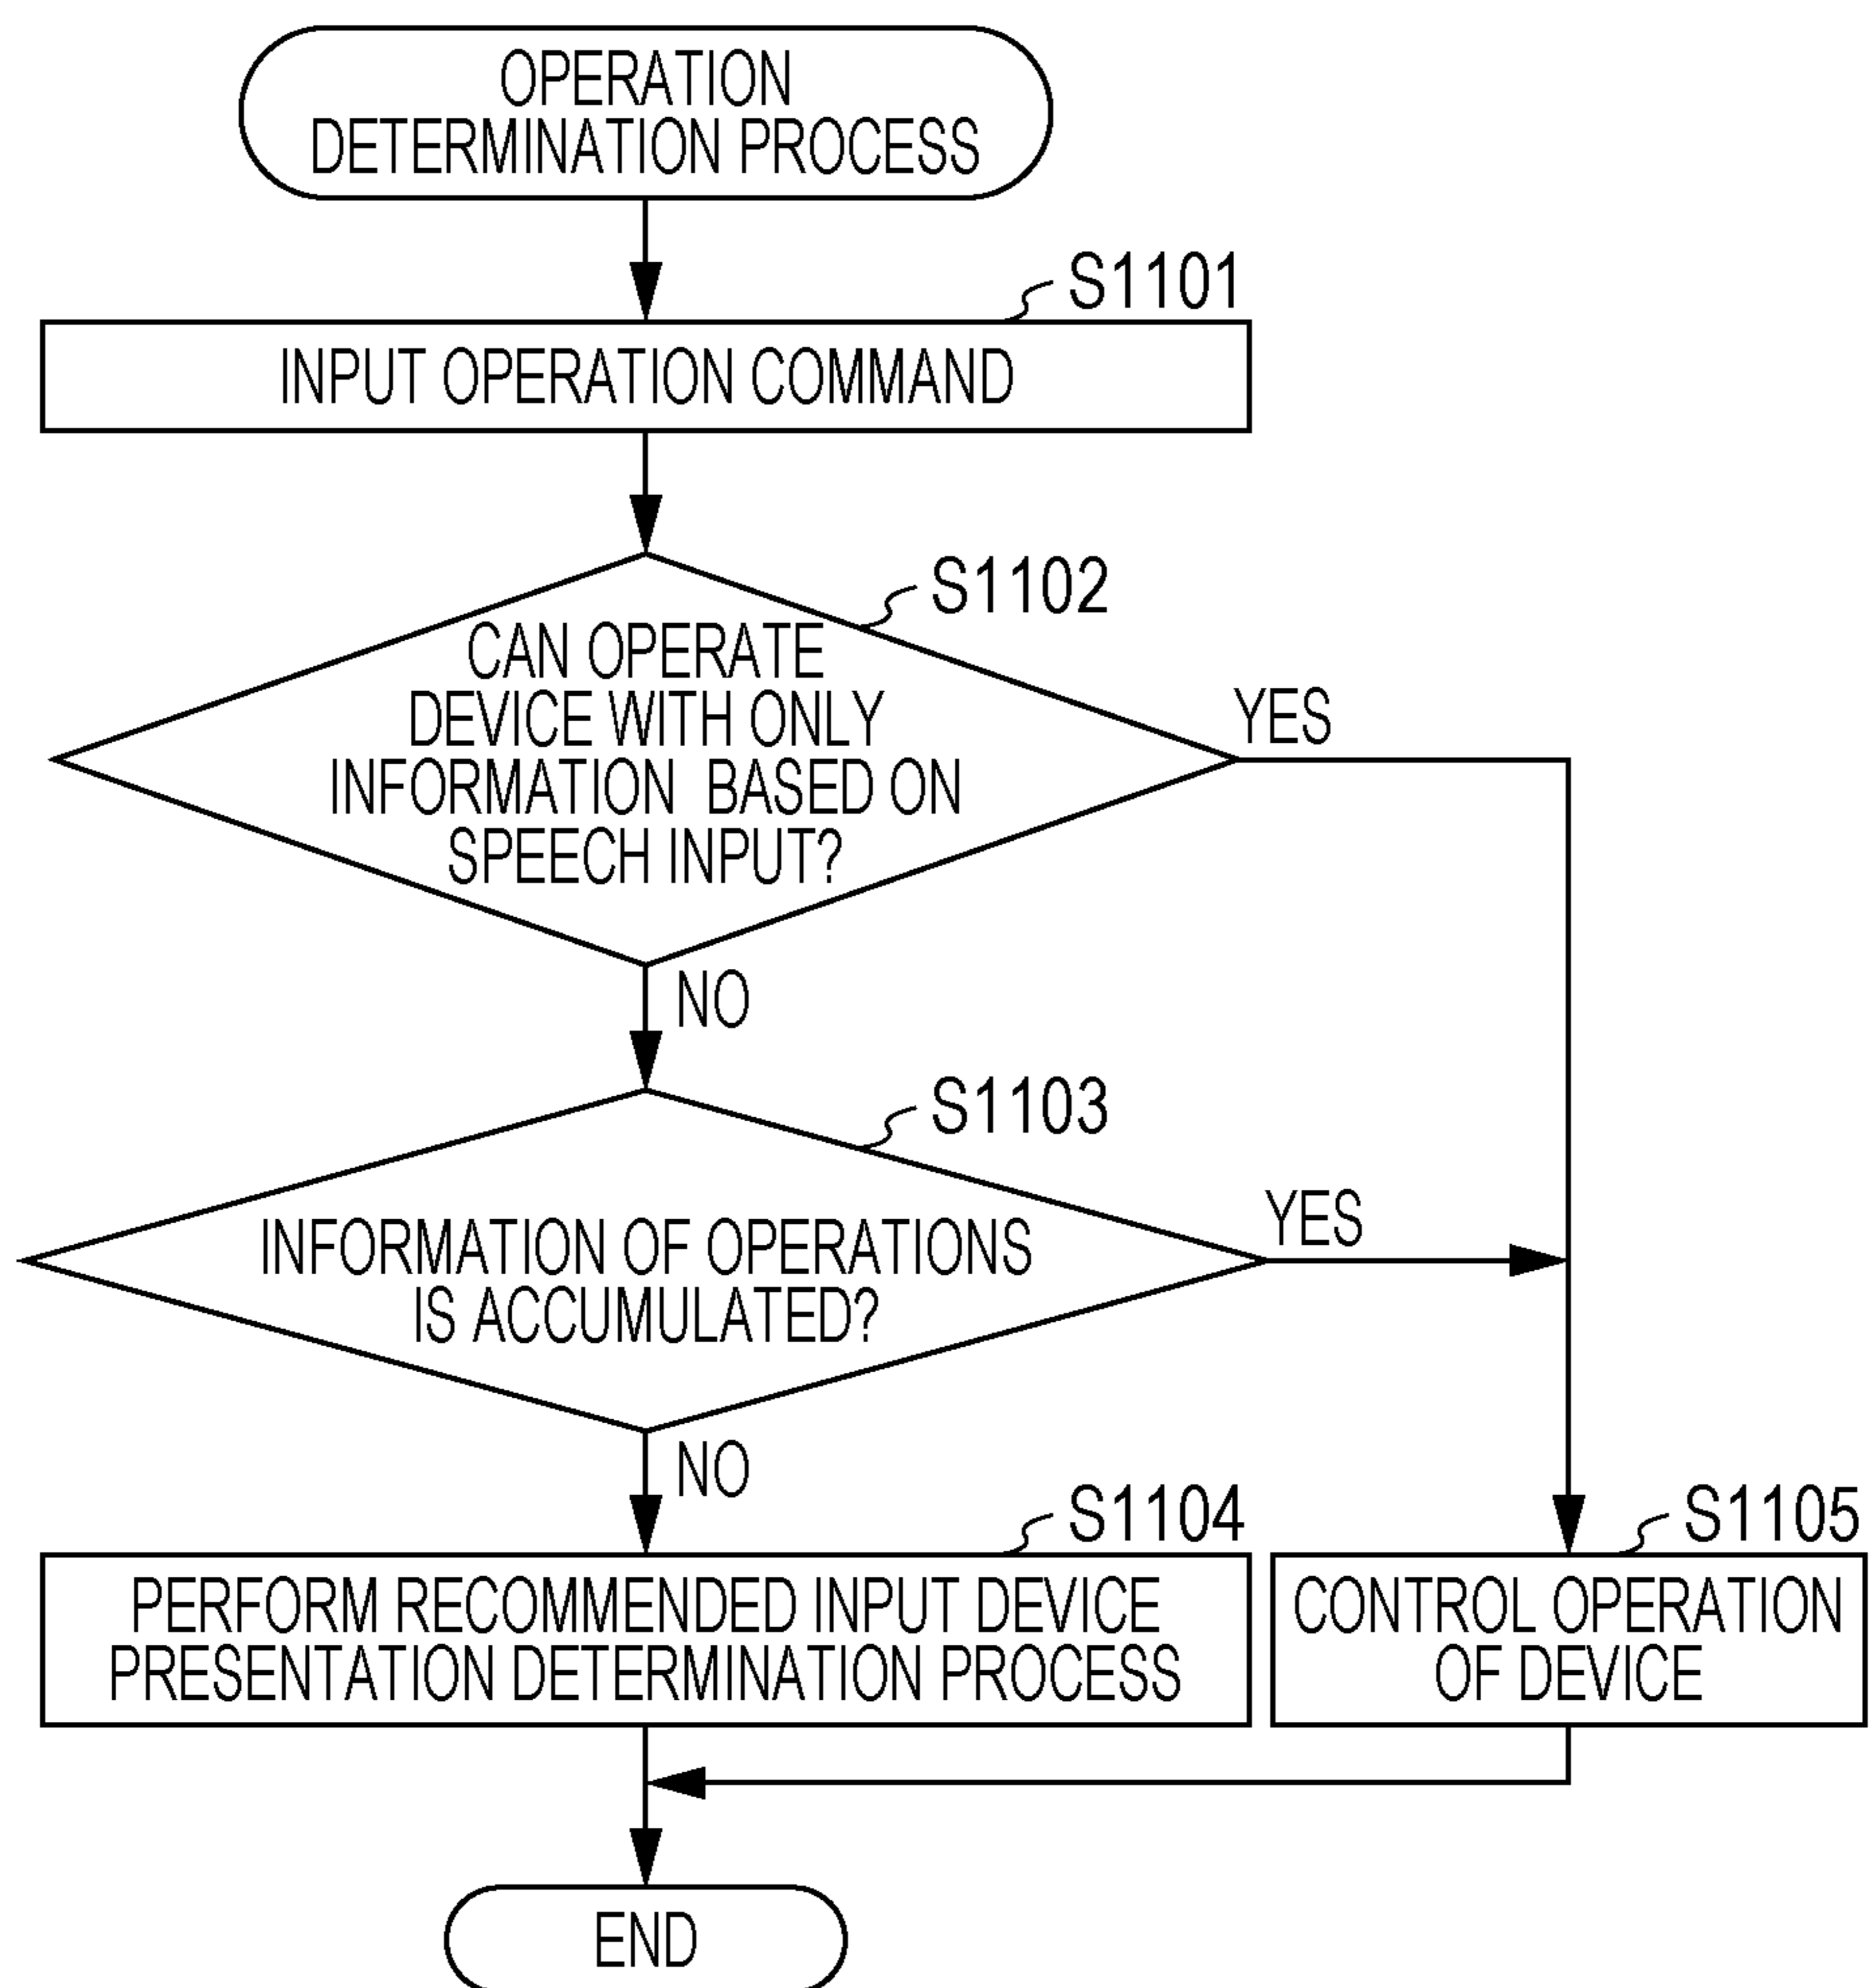 OPERATION
DETERMINATION PROCESS
S1101
INPUT OPERATION COMMAND
S1102
CAN OPERATE
DEVICE WITH ONLY
INFORMATION BASED ON
SPEECH INPUT?
YES
NO
S1103
INFORMATION OF OPERATIONS
IS ACCUMULATED?
YES
NO
S1104
PERFORM RECOMMENDED INPUT DEVICE
PRESENTATION DETERMINATION PROCESS
S1105
CONTROL OPERATION
OF DEVICE
END